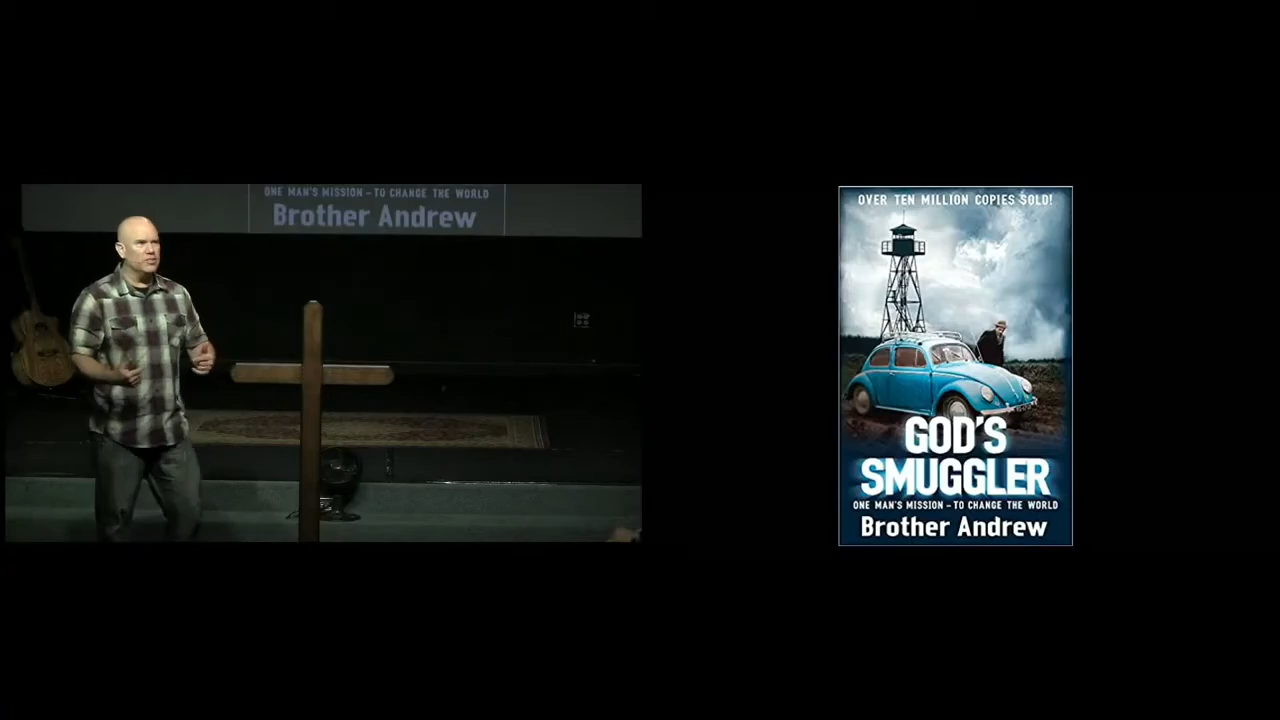 ONE MAN'S MISSION – TO CHANGE THE WORLD
Brother Andrew
OVER TEN MILLION COPIES SOLD!
GOD'S
SMUGGLER
ONE MAN'S MISSION – TO CHANGE THE WORLD
Brother Andrew